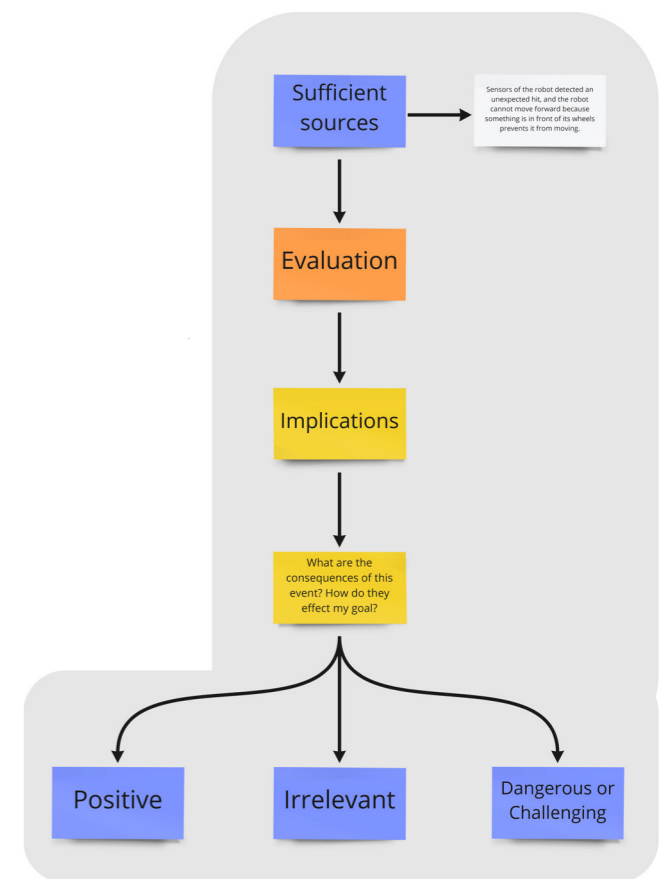 Sufficient
sources
Sensors of the robot detected an
unexpected hit, and the robot
cannot move forward because
something is in front of its wheels
prevents it from moving.
Evaluation
Implications
What are the
consequences of this
event? How do they
effect my goal?
Positive
Irrelevant
Dangerous or
Challenging